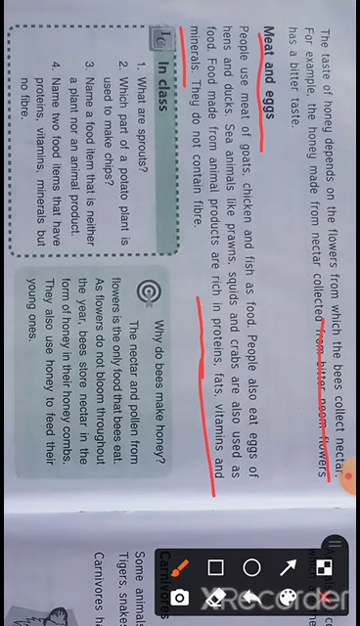 The taste of honey depends on the flowers from which the bees collect nectar.
For example, the honey made from nectar collected from bitter neem flowers
has a bitter taste.
Meat and eggs
People use meat of goats, chicken and fish as food. People also eat eggs of
hens and ducks. Sea animals like prawns, squids and crabs are also used as
food. Food made from animal products are rich in proteins, fats, vitamins and
minerals. They do not contain fibre.
In class
1. What are sprouts?
2. Which part of a potato plant is
used to make chips?
3. Name a food item that is neither
a plant nor an animal product.
4. Name two food items that have
proteins, vitamins, minerals but
no fibre.
Why do bees make honey?
The nectar and pollen from
flowers is the only food that bees eat.
As flowers do not bloom throughout
the year, bees store nectar in the
form of honey in their honey combs.
They also use honey to feed their
young ones.
Carnivores
Some animals
Tigers, snakes
Carnivores ha
XRecorder